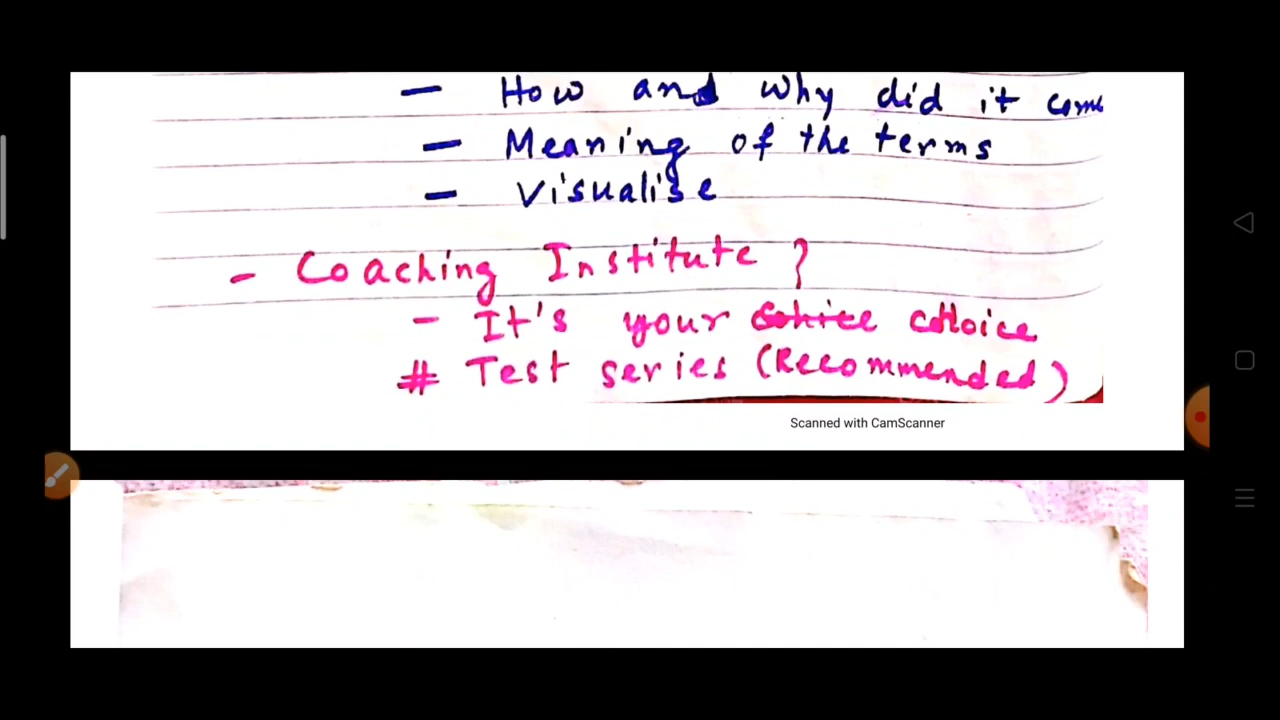 - How and why did it come
- Meaning of the terms
- Visualise
- Coaching Institute ?
- It's your choice
# Test series (Recommended)
Scanned with CamScanner